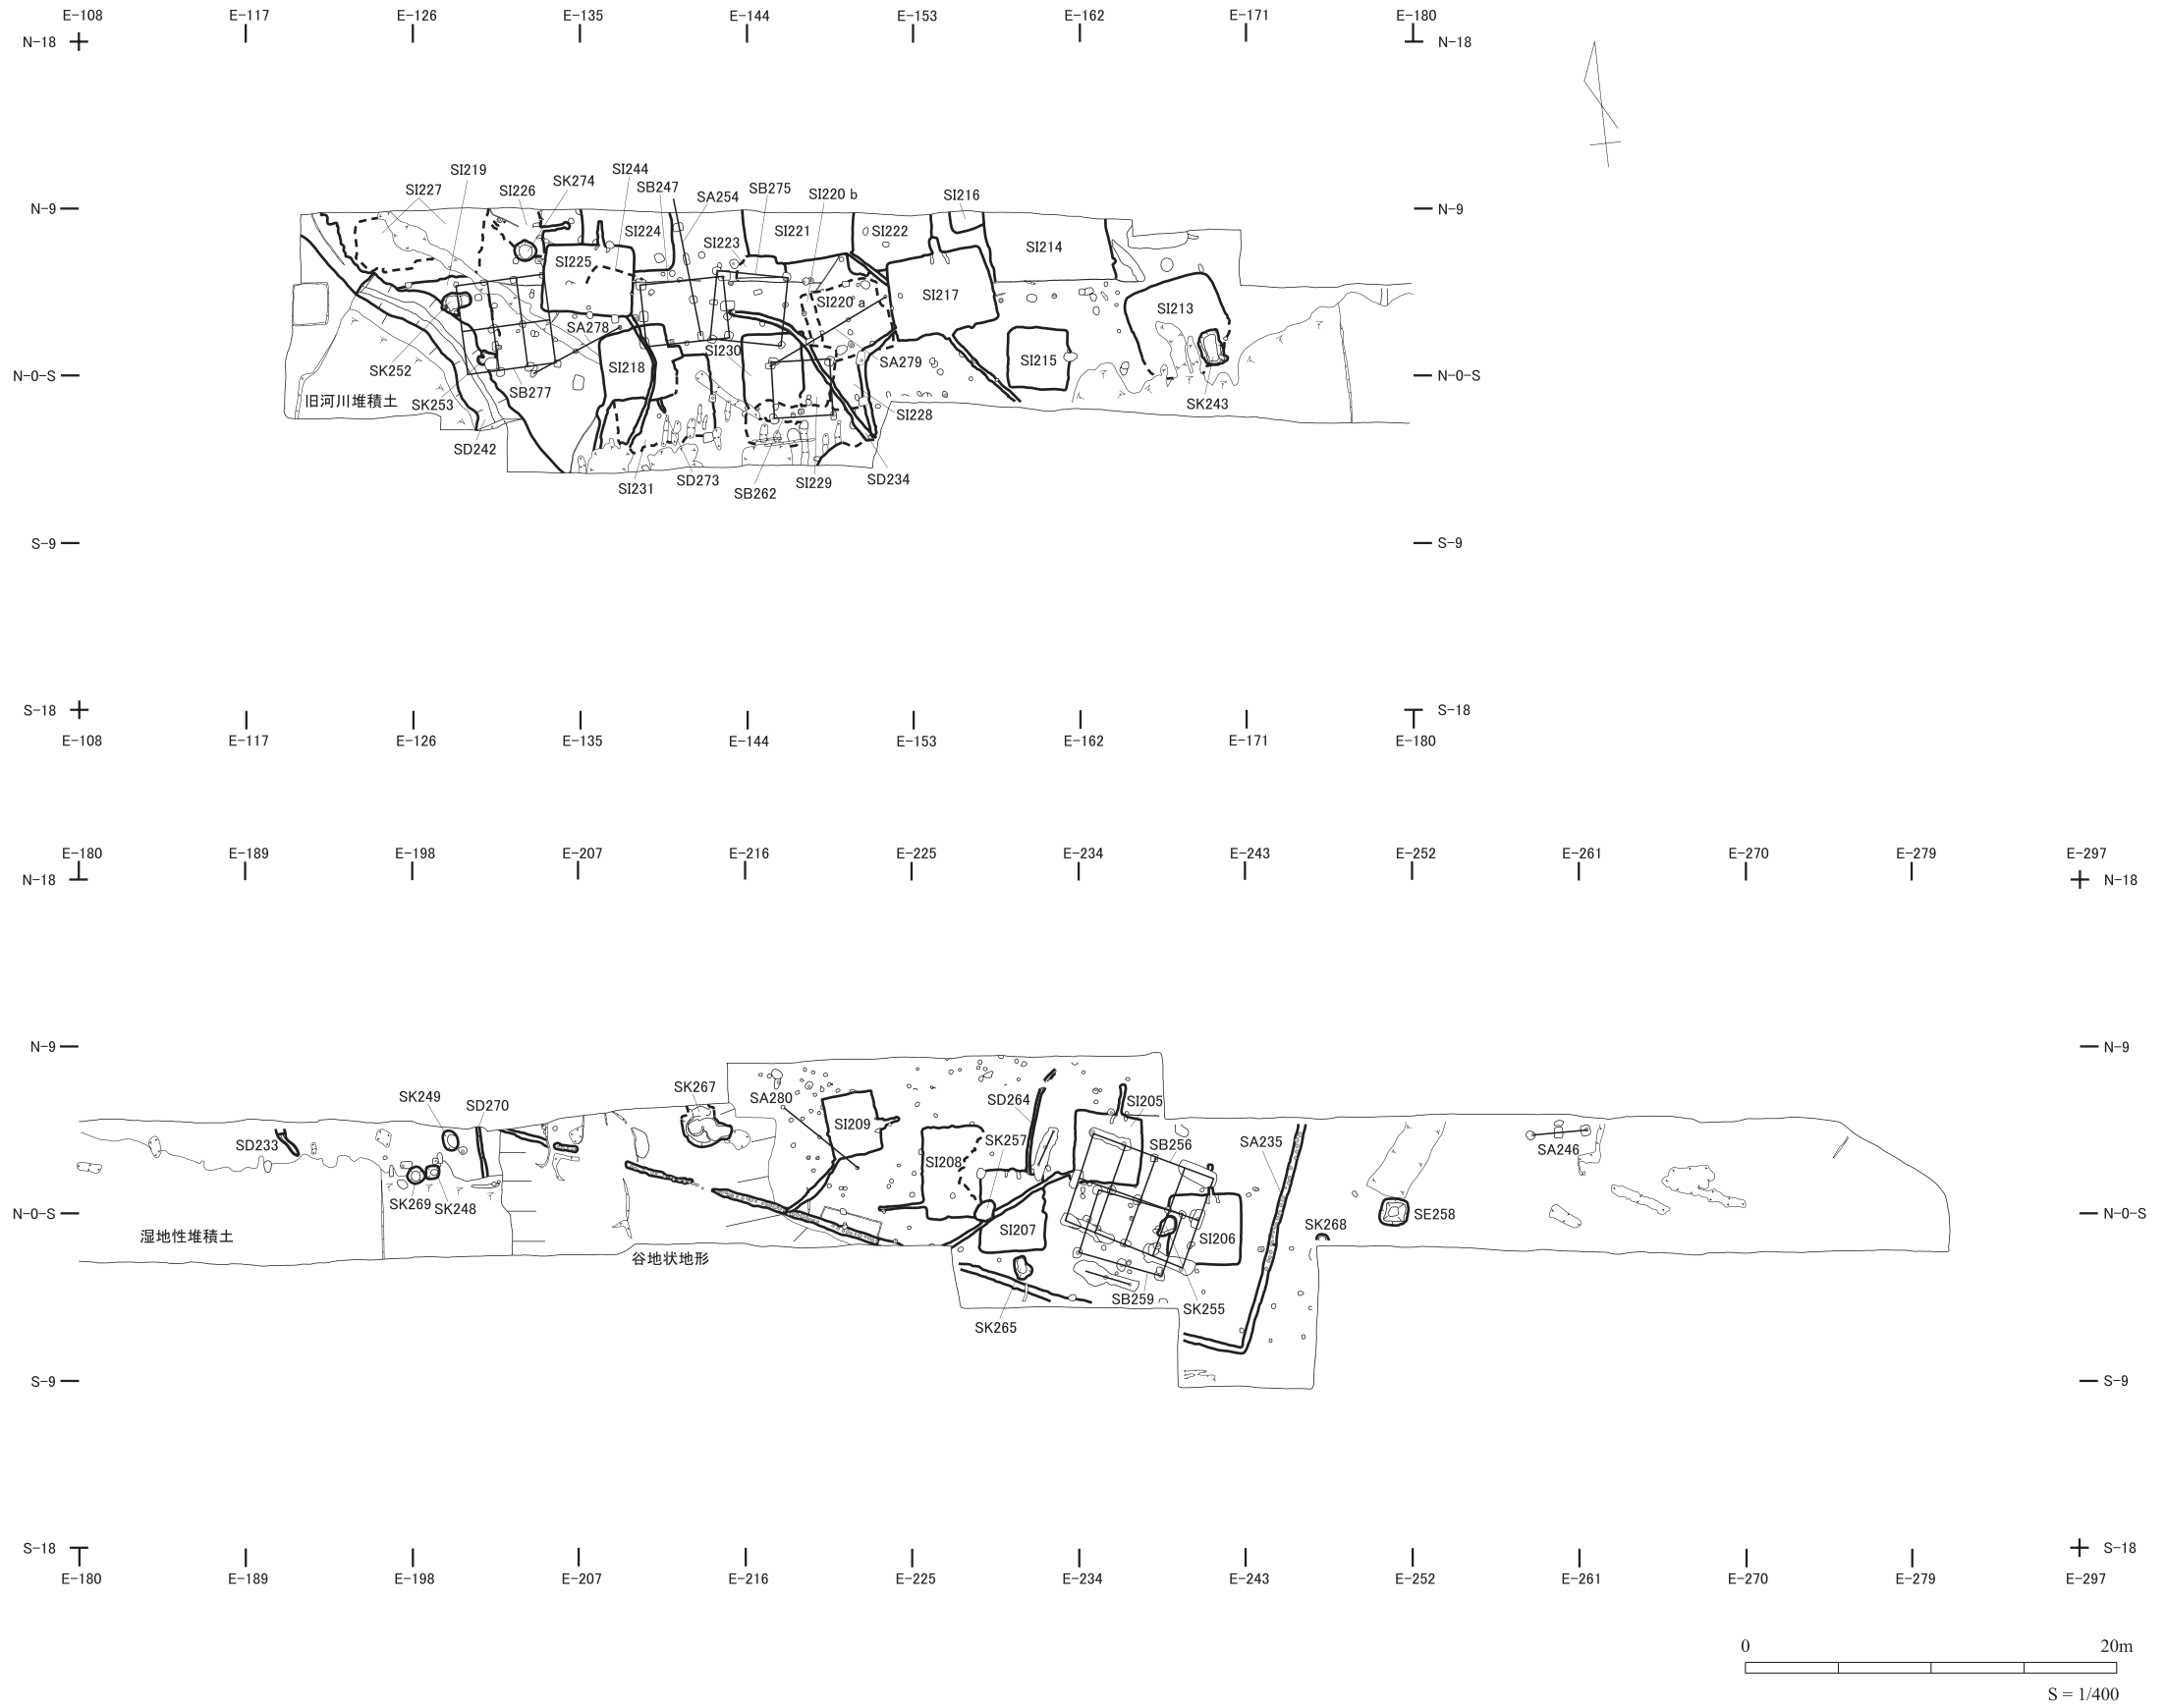 E-108 E-117 E-126 E-135 E-144 E-153 E-162 E-171 E-180
N-18 N-18
SI219 SI244
SI227 SI226 SK274 SB247 SA254 SB275 SI220 b SI216
N-9 N-9
SI224 SI223 SI221 SI222 SI214
SI225
SI220 a SI217 SI213
SA278
SK252 SI218 SI230 SA279 SI215
N-0-S N-0-S
旧河川堆積土 SK253 SB277 SI228 SK243
SD242 SI231 SD273 SB262 SI229 SD234
S-9 S-9
S-18 S-18
E-108 E-117 E-126 E-135 E-144 E-153 E-162 E-171 E-180
E-180 E-189 E-198 E-207 E-216 E-225 E-234 E-243 E-252 E-261 E-270 E-279 E-297
N-18 N-18
N-9 N-9
SK249 SD270 SK267 SA280 SD264 SI205
SD233 SI209 SK257 SB256 SA235 SA246
SI208
SK269 SK248
N-0-S SE258 N-0-S
湿地性堆積土 SI207 SI206 SK268
谷地状地形
SB259 SK255
SK265
S-9 S-9
S-18 S-18
E-180 E-189 E-198 E-207 E-216 E-225 E-234 E-243 E-252 E-261 E-270 E-279 E-297
0 20m
S = 1/400